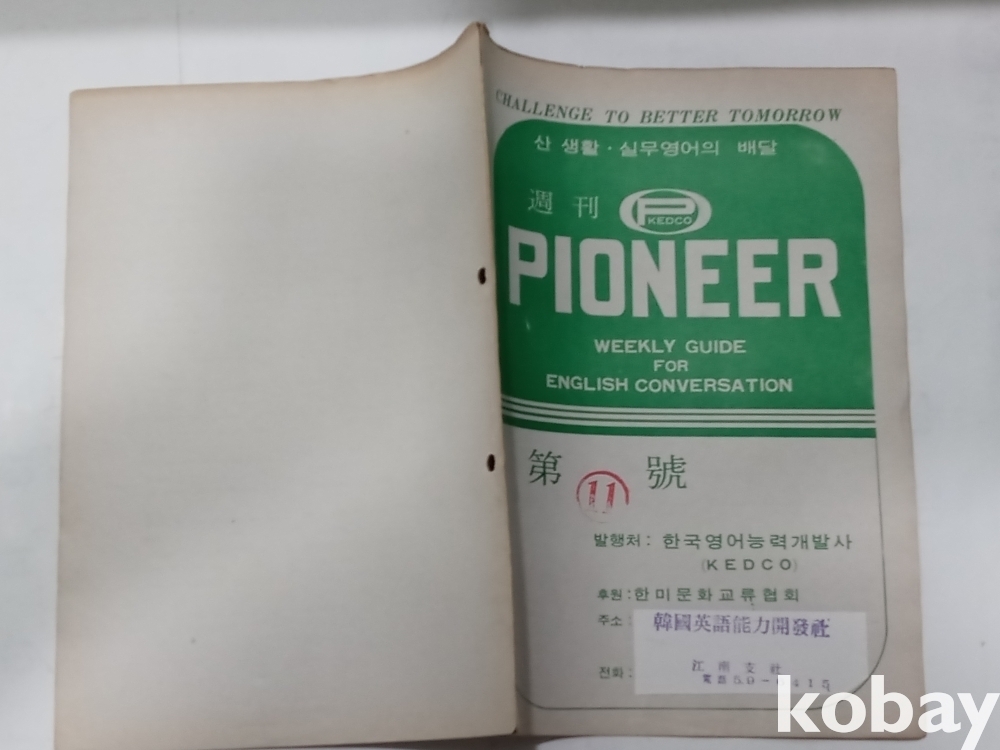 CHALLENGE TO BETTER TOMORROW
산 생활·실무영어의 배달
週刊
P
KEDCO
PIONEER
WEEKLY GUIDE
FOR
ENGLISH CONVERSATION
第 11 號
발행처: 한국영어능력개발사
(KEDCO)
후원:한미문화교류협회
주소:
韓國英語能力開發社
江南支社
전화:
電話 59-
kobay